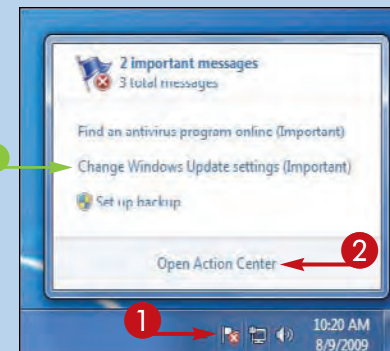 2 important messages
3 total messages
Find an antivirus program online (Important)
Change Windows Update settings (Important)
Set up backup
Open Action Center
2
1
10:20 AM
8/9/2009